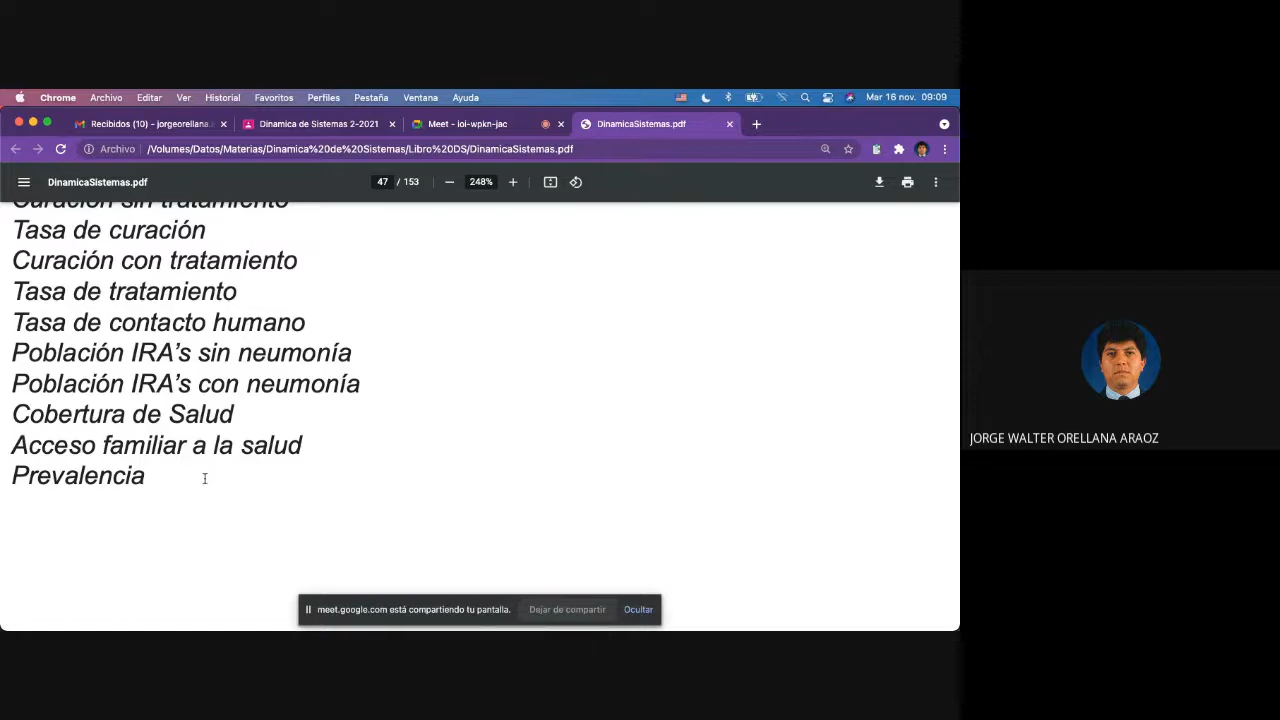 Chrome Archivo Editar Ver Historial Favoritos Perfiles Pestaña Ventana Ayuda Mar 16 nov. 09:09
Recibidos (10) - jorgeorellana. Dinamica de Sistemas 2-2021 Meet - ioi-wpkn-jac DinamicaSistemas.pdf
Archivo /Volumes/Datos/Materias/Dinamica%20de%20Sistemas/Libro%20DS/DinamicaSistemas.pdf
DinamicaSistemas.pdf 47 / 153 248%
Curación sin tratamiento
Tasa de curación
Curación con tratamiento
Tasa de tratamiento
Tasa de contacto humano
Población IRA’s sin neumonía
Población IRA’s con neumonía
Cobertura de Salud
Acceso familiar a la salud
Prevalencia
JORGE WALTER ORELLANA ARAOZ
meet.google.com está compartiendo tu pantalla. Dejar de compartir Ocultar